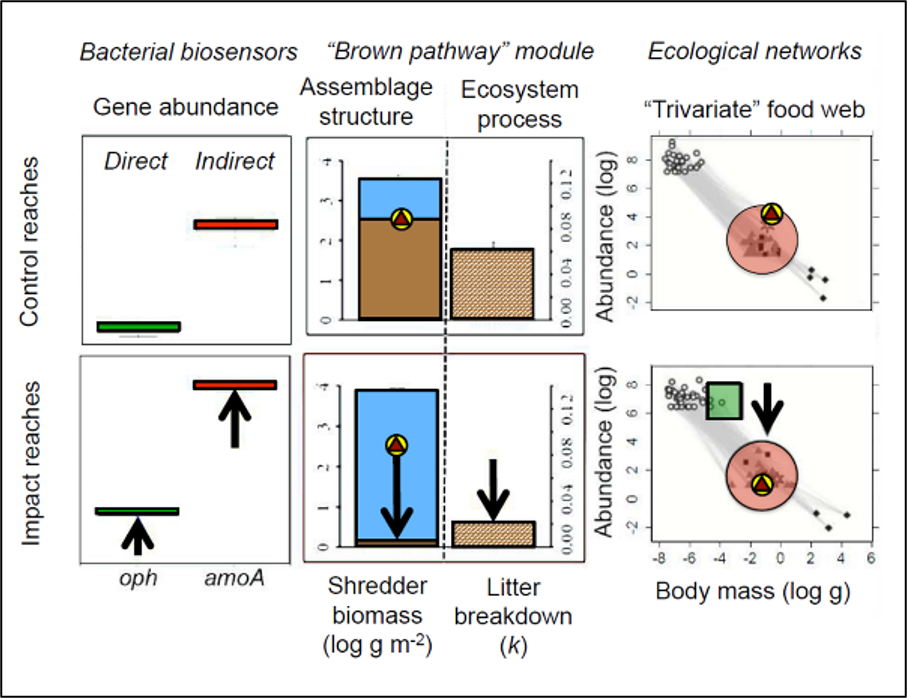 Bacterial biosensors
“Brown pathway” module
Ecological networks
Gene abundance
Assemblage
structure
Ecosystem
process
“Trivariate” food web
Control reaches
Direct
Indirect
4
3
2
1
0
0.12
0.08
0.04
0.00
Abundance (log)
8
6
4
2
0
-2
Impact reaches
oph
amoA
4
3
2
1
0
0.12
0.08
0.04
0.00
Shredder
biomass
(log g m-2)
Litter
breakdown
(k)
Abundance (log)
8
6
4
2
0
-2
-8 -6 -4 -2 0 2 4 6
Body mass (log g)